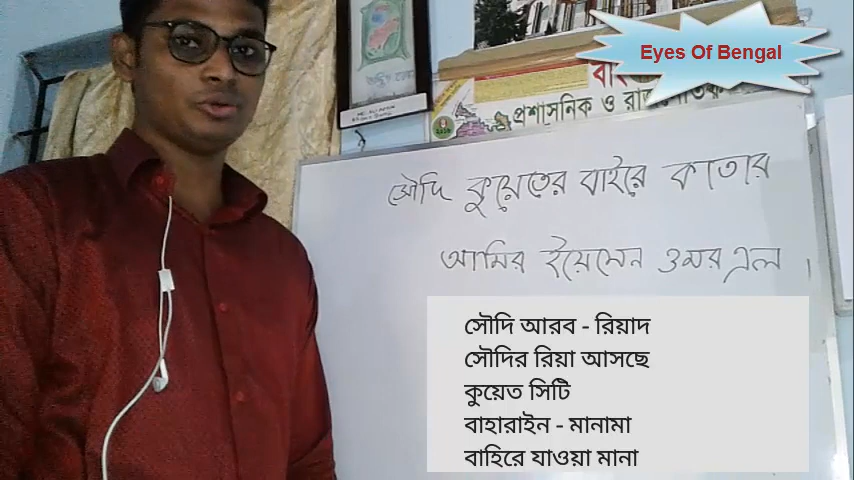 Eyes Of Bengal
প্রশাসনিক ও
সৌদি কুয়েতের বাইরে কাতার
আমির ইয়েমেন ওমর এল।
সৌদি আরব - রিয়াদ
সৌদির রিয়া আসছে
কুয়েত সিটি
বাহারাইন - মানামা
বাহিরে যাওয়া মানা